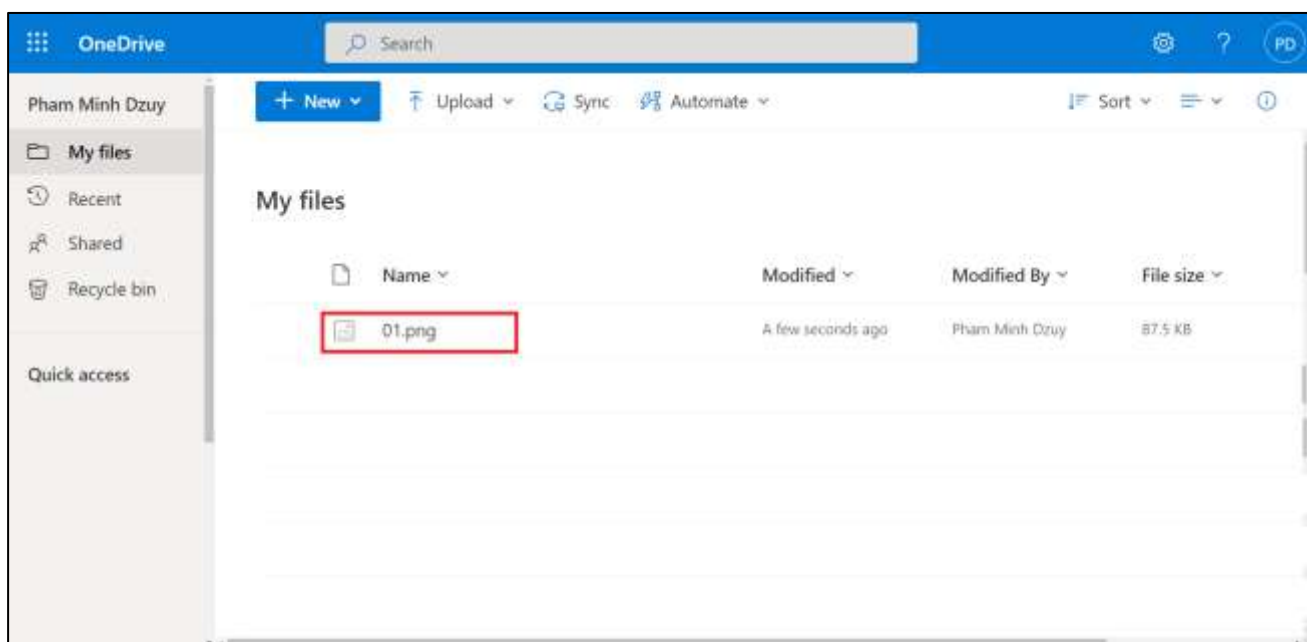 OneDrive
Search
?
PD
Pham Minh Dzuy
+ New
Upload
Sync
Automate
Sort
My files
Recent
Shared
Recycle bin
Quick access
My files
Name
Modified
Modified By
File size
01.png
A few seconds ago
Pham Minh Dzuy
87.5 KB